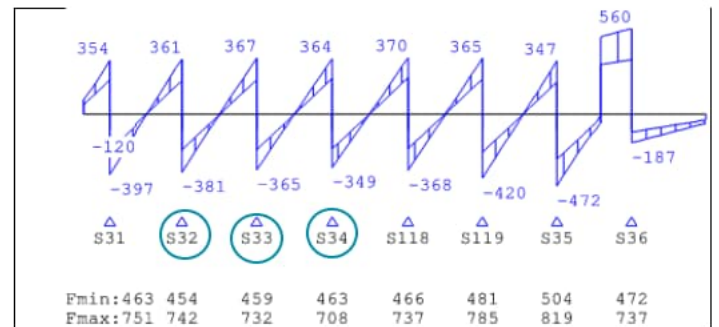 560
354 361 367 364 370 365 347
-120
-397 -381 -365 -349 -368 -420 -472 -187
S31 S32 S33 S34 S118 S119 S35 S36
Fmin:463 454 459 463 466 481 504 472
Fmax:751 742 732 708 737 785 819 737